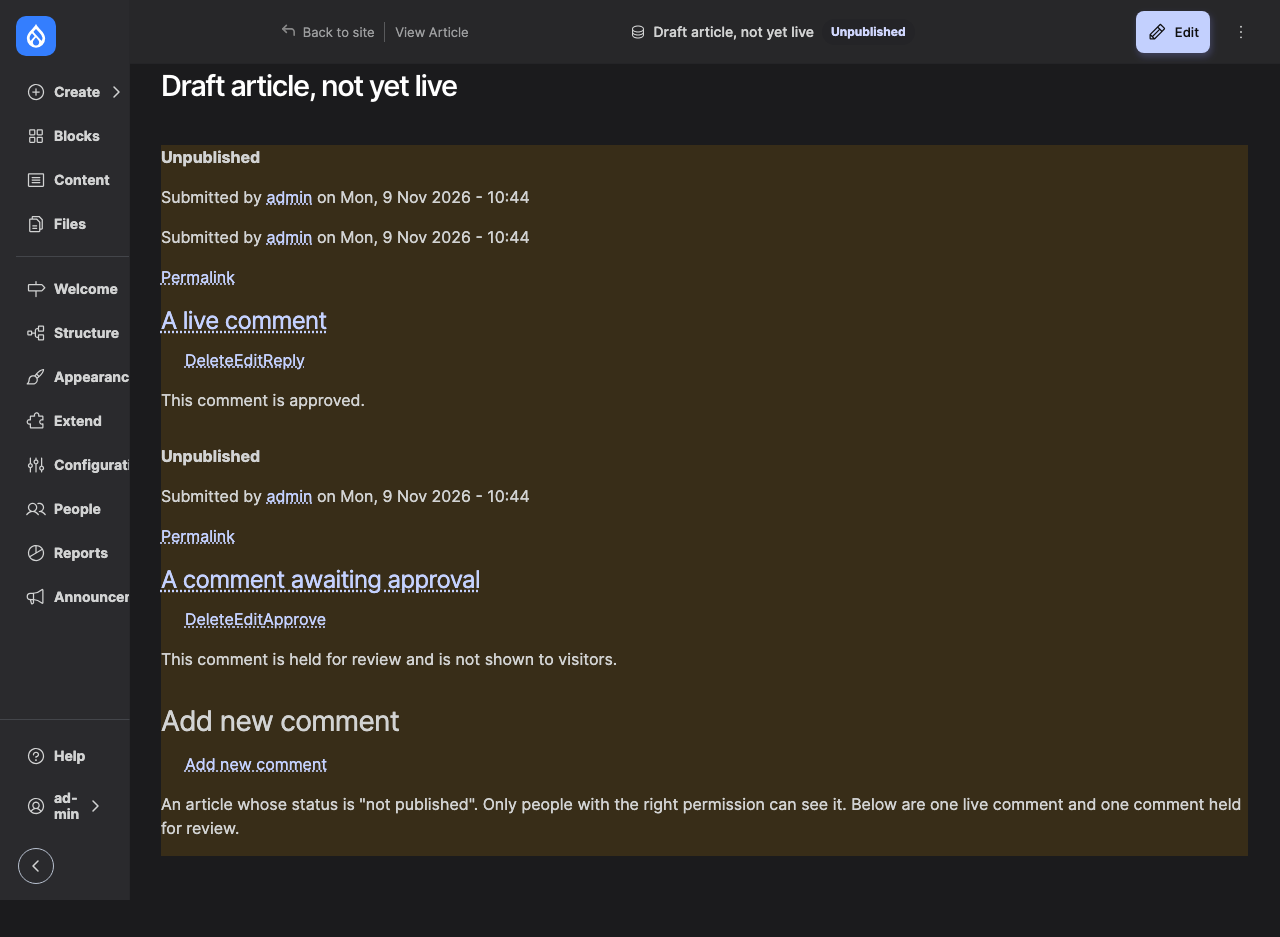 Back to site
View Article
Draft article, not yet live
Unpublished
Edit
Create
Blocks
Content
Files
Welcome
Structure
Appearanc
Extend
Configurati
People
Reports
Announcer
Help
ad-
min
Draft article, not yet live
Unpublished
Submitted by admin on Mon, 9 Nov 2026 - 10:44
Submitted by admin on Mon, 9 Nov 2026 - 10:44
Permalink
A live comment
DeleteEditReply
This comment is approved.
Unpublished
Submitted by admin on Mon, 9 Nov 2026 - 10:44
Permalink
A comment awaiting approval
DeleteEditApprove
This comment is held for review and is not shown to visitors.
Add new comment
Add new comment
An article whose status is "not published". Only people with the right permission can see it. Below are one live comment and one comment held
for review.